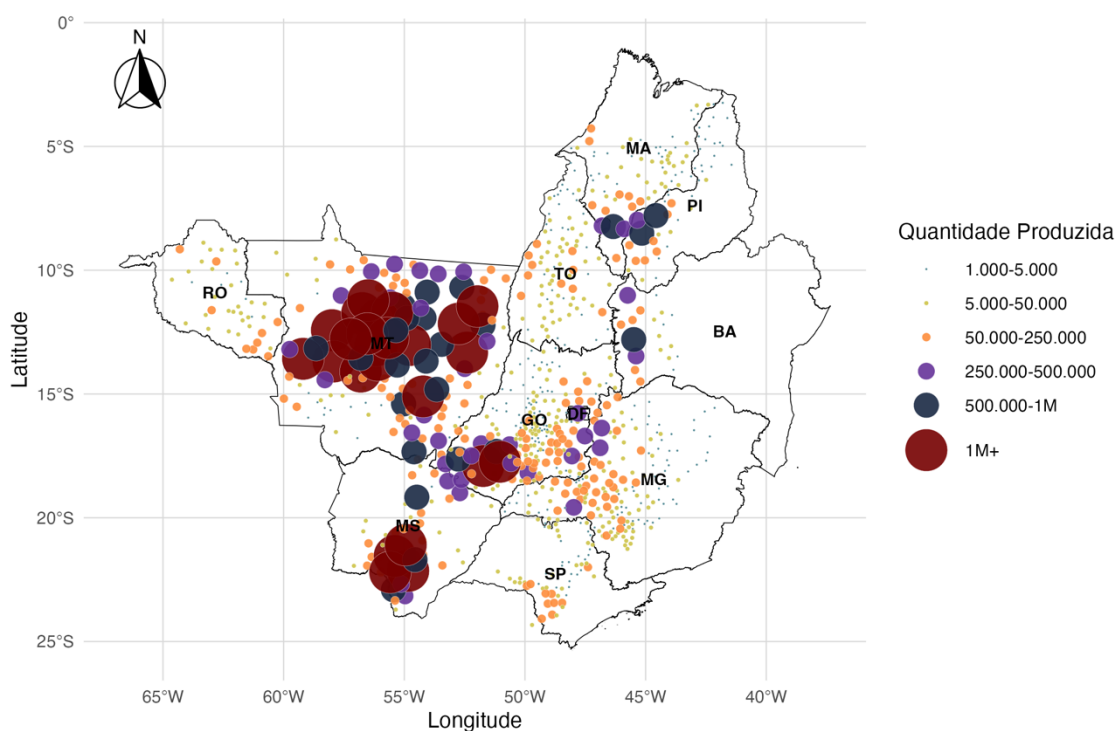 0°
N
5°S
10°S
15°S
20°S
25°S
Latitude
MA
PI
TO
RO
BA
MT
GO
DF
MG
MS
SP
65°W
60°W
55°W
50°W
45°W
40°W
Longitude
Quantidade Produzida
1.000-5.000
5.000-50.000
50.000-250.000
250.000-500.000
500.000-1M
1M+